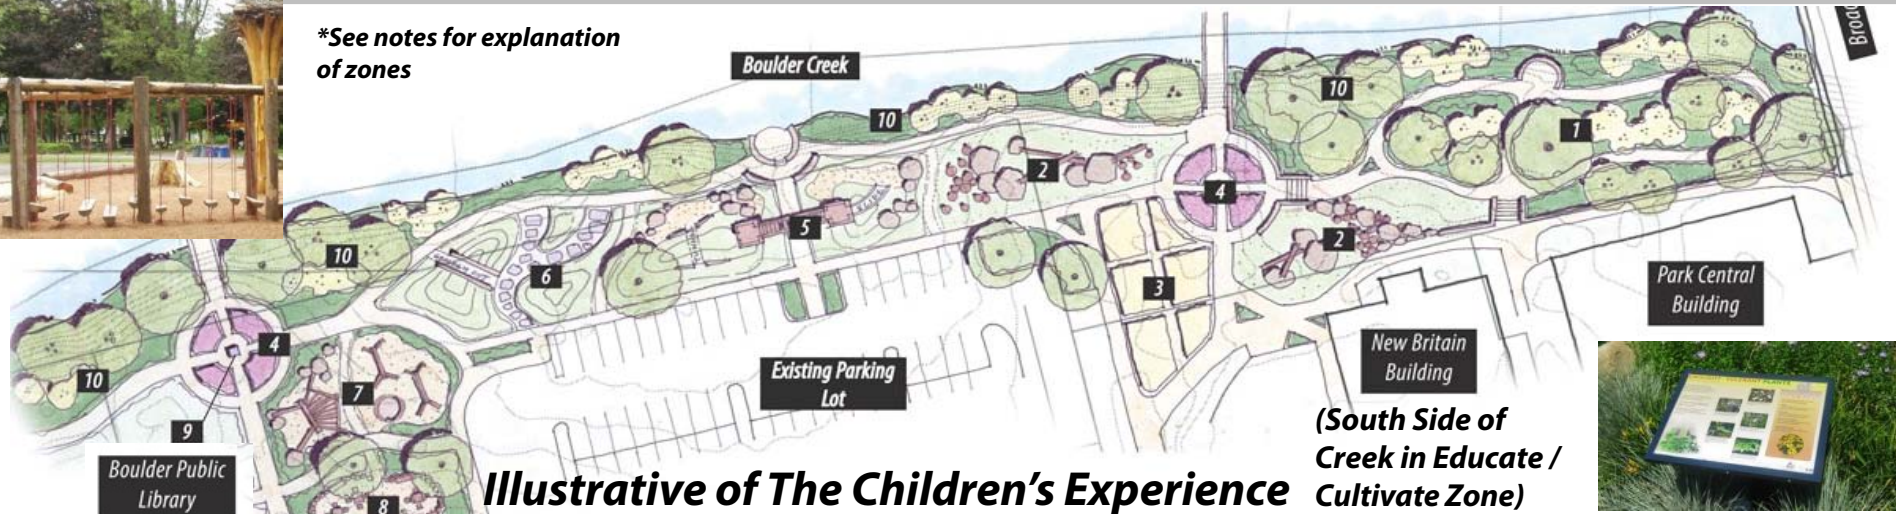 *See notes for explanation
of zones
Boulder Creek
10
10
1
2
4
5
2
10
6
3
Park Central
Building
4
New Britain
Building
Existing Parking
Lot
10
7
9
(South Side of
Creek in Educate /
Cultivate Zone)
Boulder Public
Library
Illustrative of The Children's Experience
8